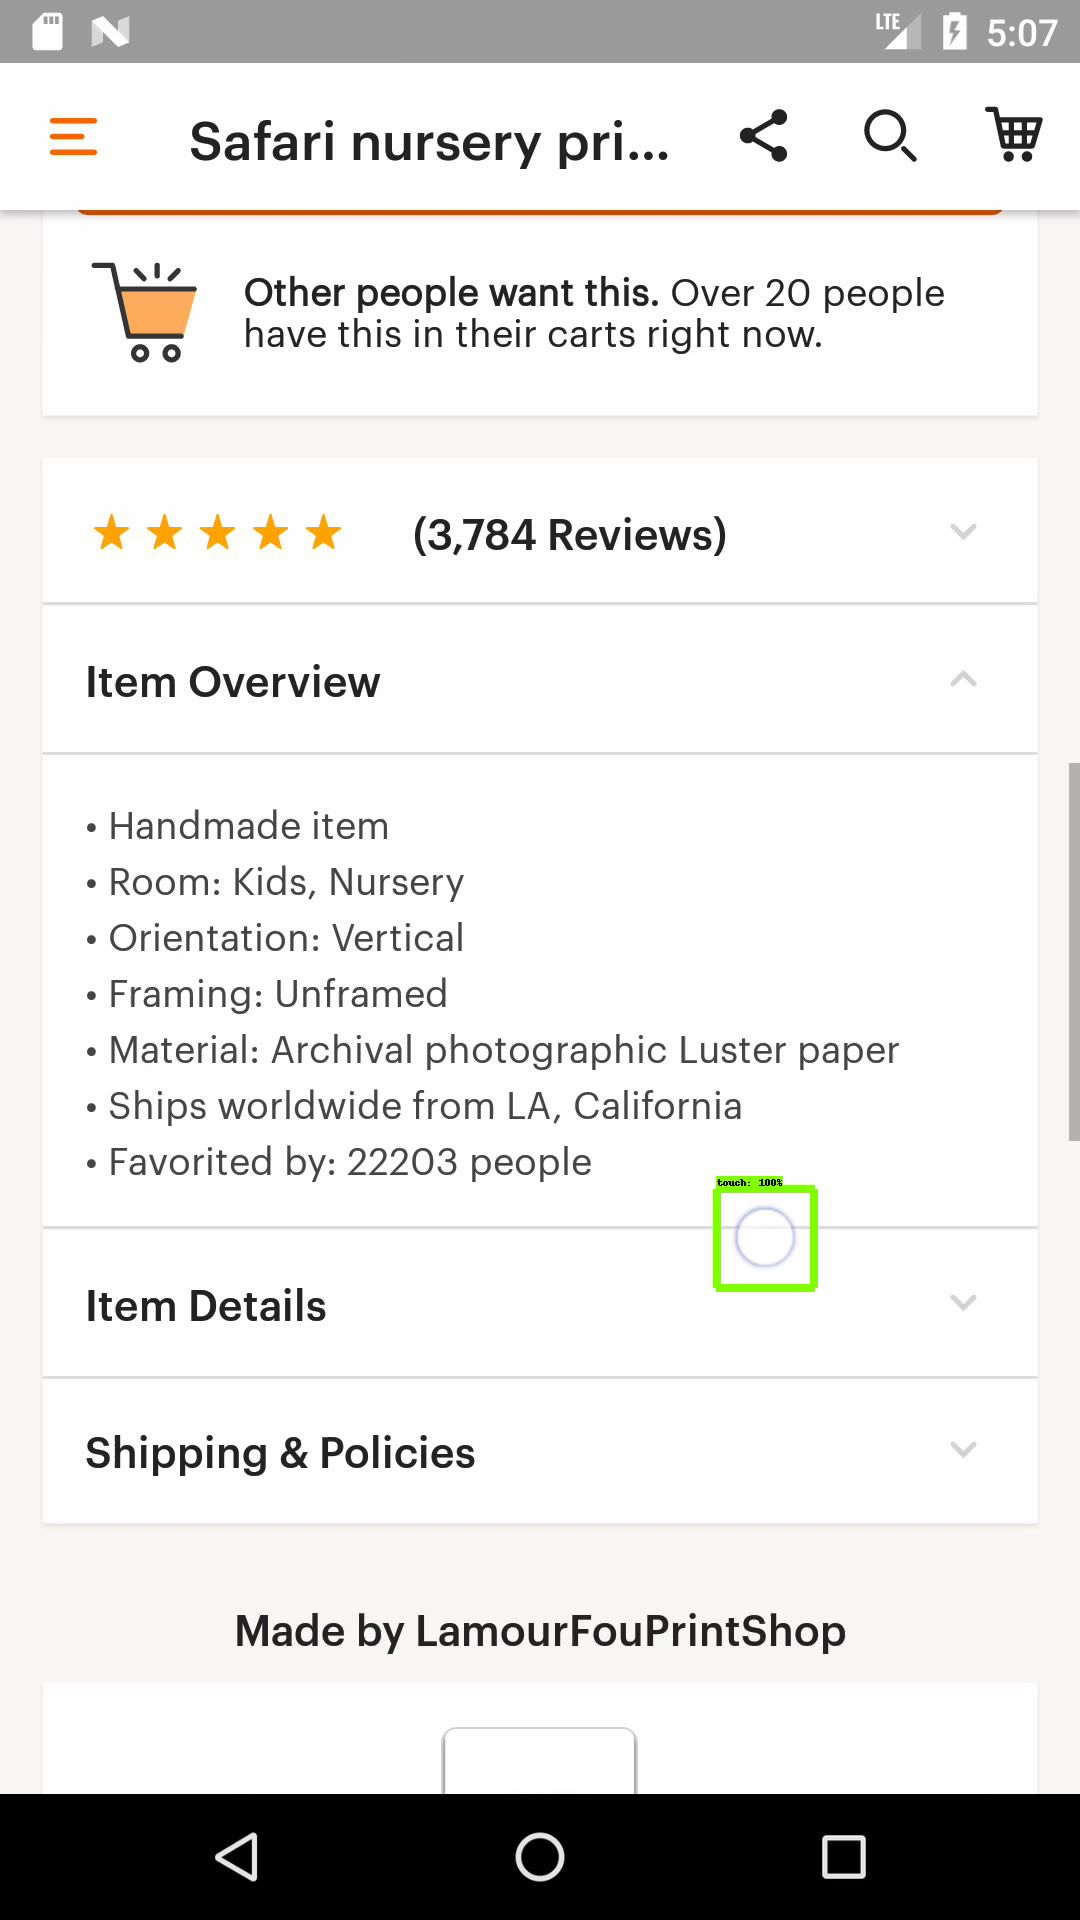 LTE 5:07
Safari nursery pri...
Other people want this. Over 20 people
have this in their carts right now.
(3,784 Reviews)
Item Overview
• Handmade item
• Room: Kids, Nursery
• Orientation: Vertical
• Framing: Unframed
• Material: Archival photographic Luster paper
• Ships worldwide from LA, California
• Favorited by: 22203 people
touch: 100%
Item Details
Shipping & Policies
Made by LamourFouPrintShop